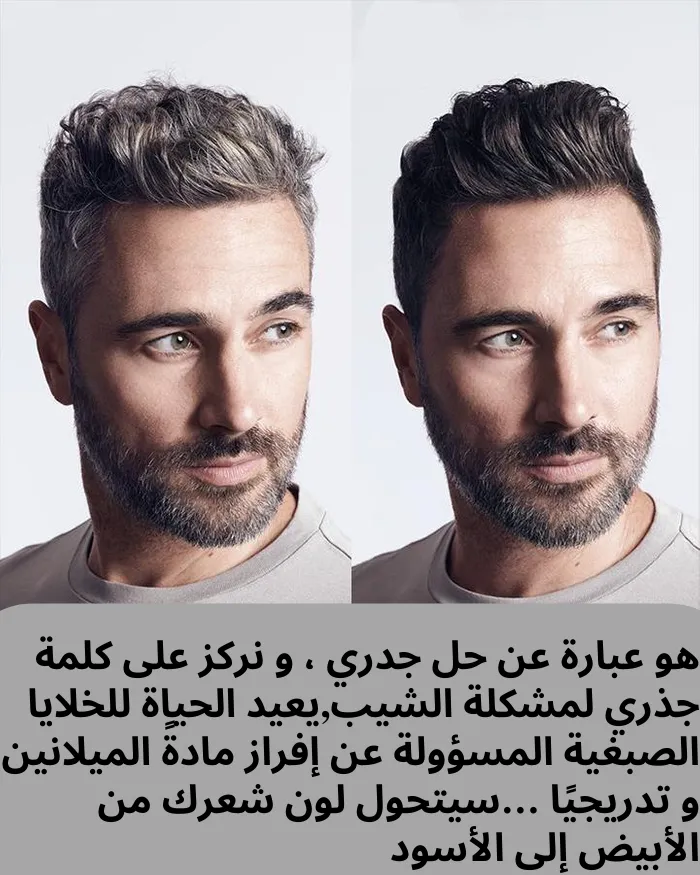 هو عبارة عن حل جدري ، و نركز على كلمة
جذري لمشكلة الشيب,يعيد الحياة للخلايا
الصبغية المسؤولة عن إفراز مادةً الميلانين
و تدريجيًا ...سيتحول لون شعرك من
الأبيض إلى الأسود